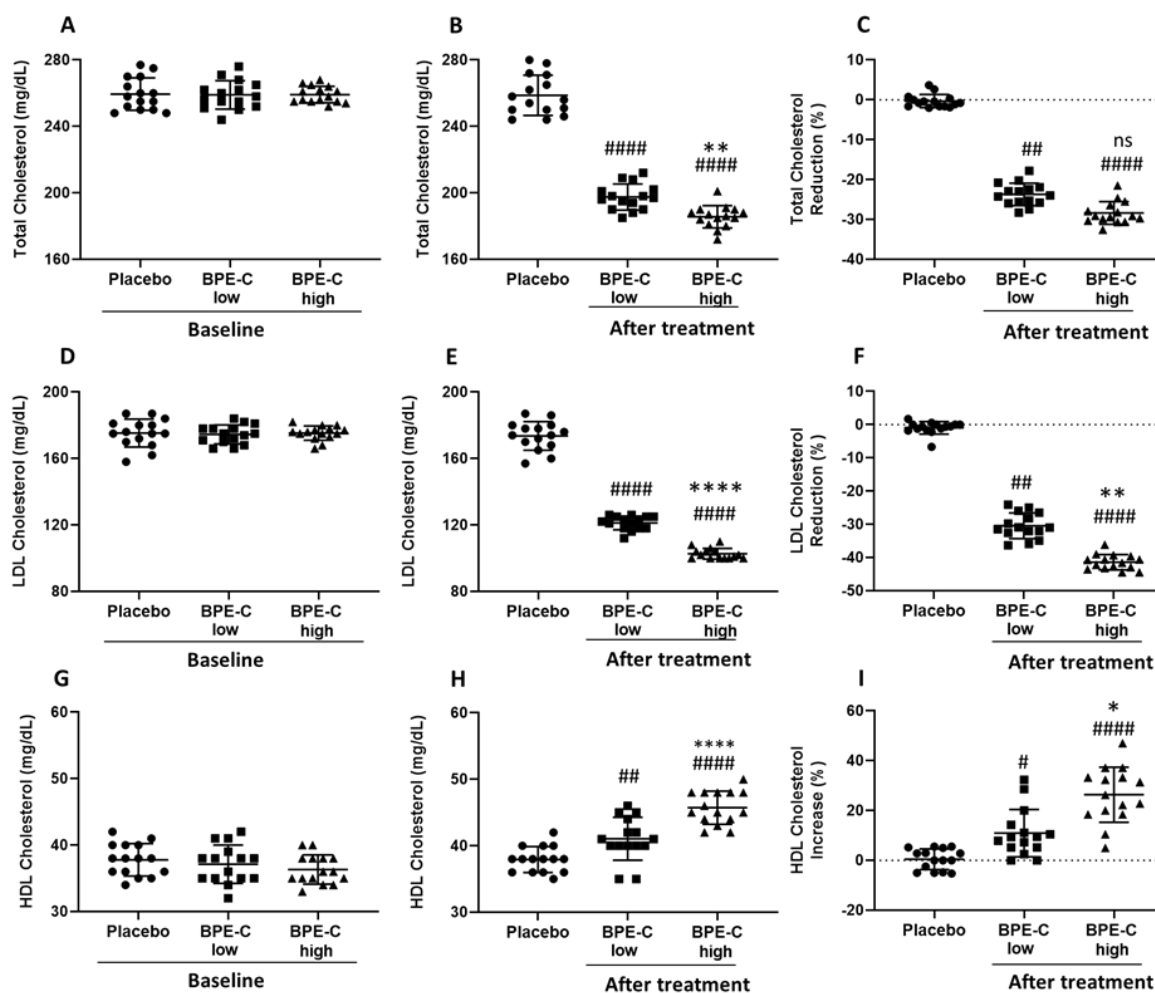 A
Total Cholesterol (mg/dL)
280
240
200
160
Placebo
BPE-C
low
BPE-C
high
Baseline
B
Total Cholesterol (mg/dL)
280
240
200
160
####
**
####
Placebo
BPE-C
low
BPE-C
high
After treatment
C
Total Cholesterol
Reduction (%)
10
0
-10
-20
-30
-40
##
ns
####
Placebo
BPE-C
low
BPE-C
high
After treatment
D
LDL Cholesterol (mg/dL)
200
160
120
80
Placebo
BPE-C
low
BPE-C
high
Baseline
E
LDL Cholesterol (mg/dL)
200
160
120
80
####
****
####
Placebo
BPE-C
low
BPE-C
high
After treatment
F
LDL Cholesterol
Reduction (%)
10
0
-10
-20
-30
-40
-50
##
**
####
Placebo
BPE-C
low
BPE-C
high
After treatment
G
HDL Cholesterol (mg/dL)
60
50
40
30
Placebo
BPE-C
low
BPE-C
high
Baseline
H
HDL Cholesterol (mg/dL)
60
50
40
30
##
****
####
Placebo
BPE-C
low
BPE-C
high
After treatment
I
HDL Cholesterol
Increase (%)
60
40
20
0
-20
#
*
####
Placebo
BPE-C
low
BPE-C
high
After treatment